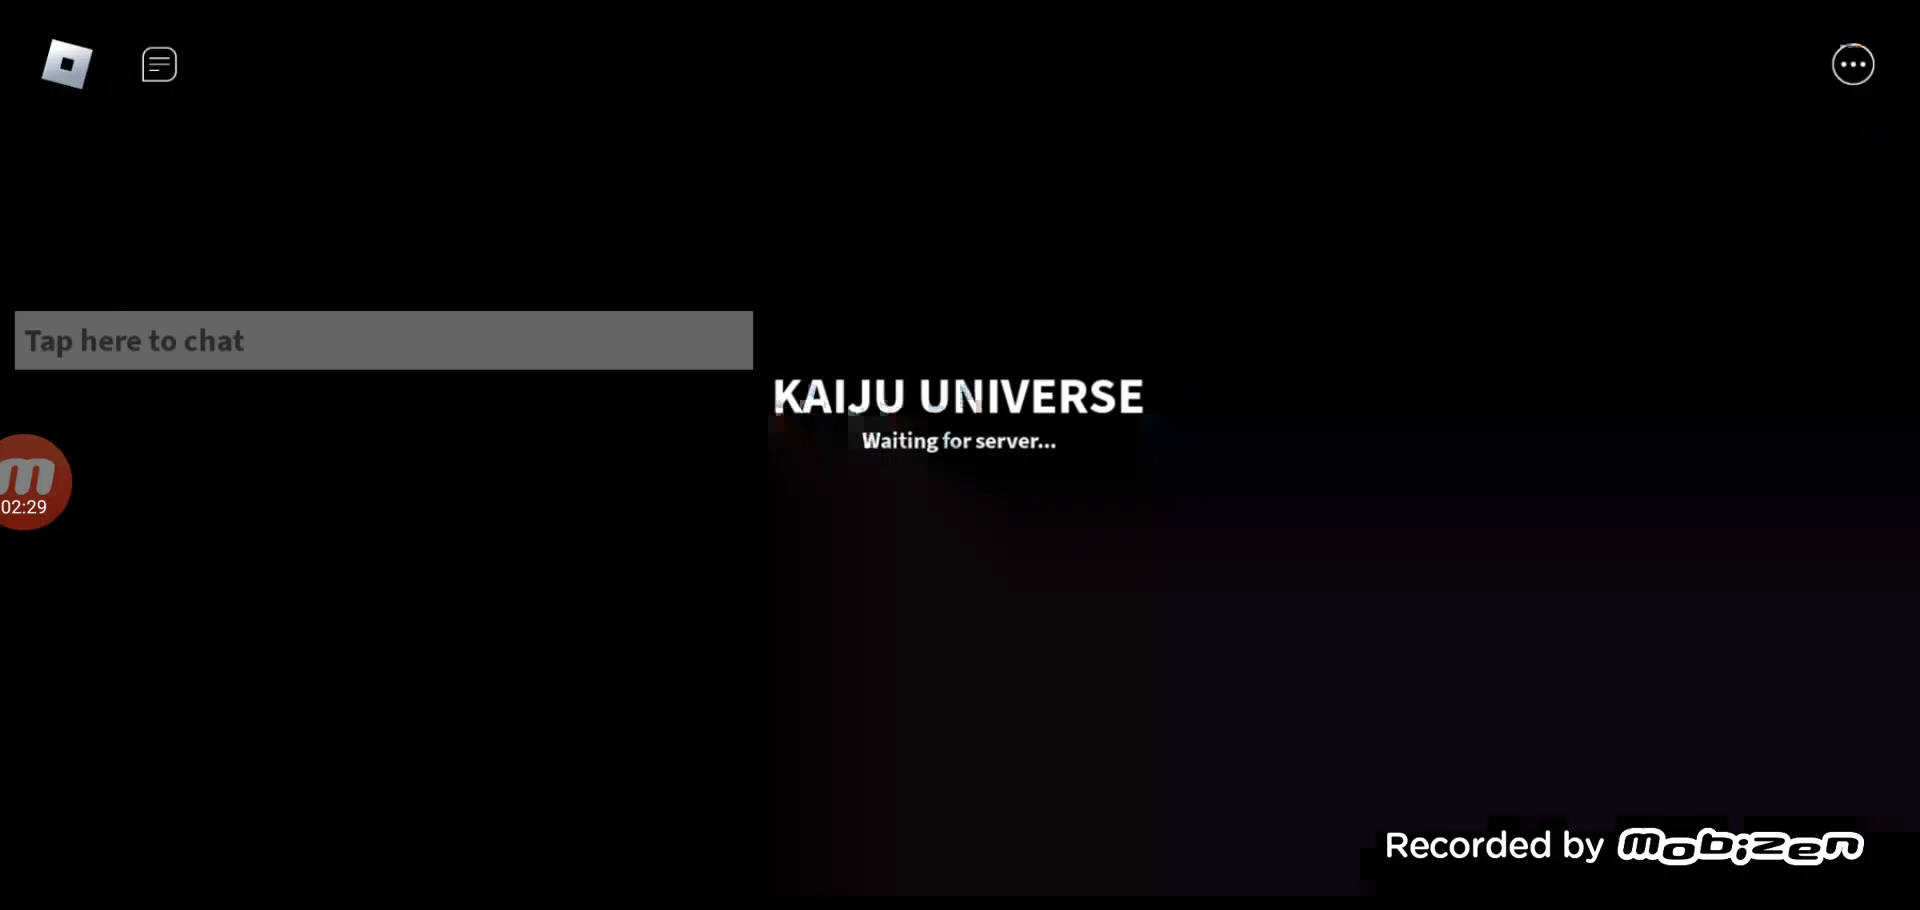 Tap here to chat
KAIJU UNIVERSE
Waiting for server...
02:29
Recorded by mobizen